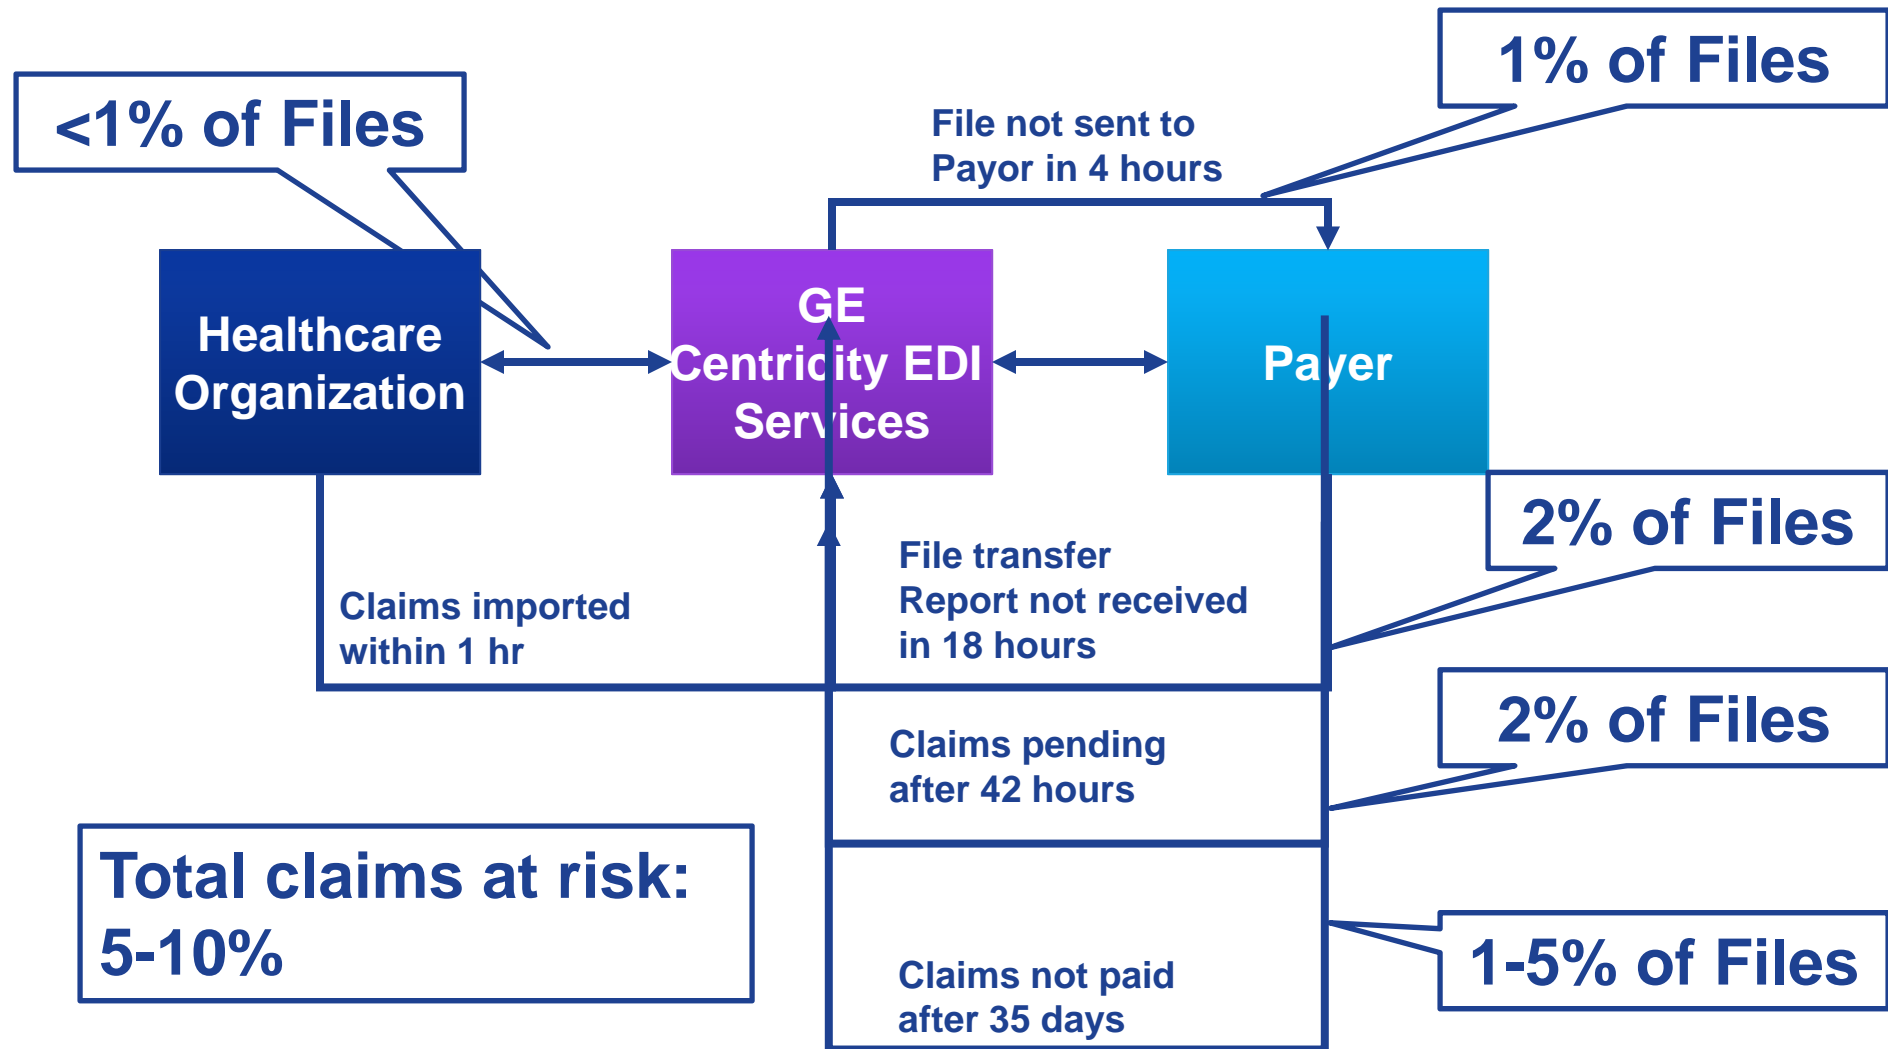 1% of Files
<1% of Files
File not sent to
Payor in 4 hours
Healthcare
Organization
GE
Centricity EDI
Services
Payer
2% of Files
File transfer
Report not received
in 18 hours
Claims imported
within 1 hr
2% of Files
Claims pending
after 42 hours
Total claims at risk:
5-10%
1-5% of Files
Claims not paid
after 35 days